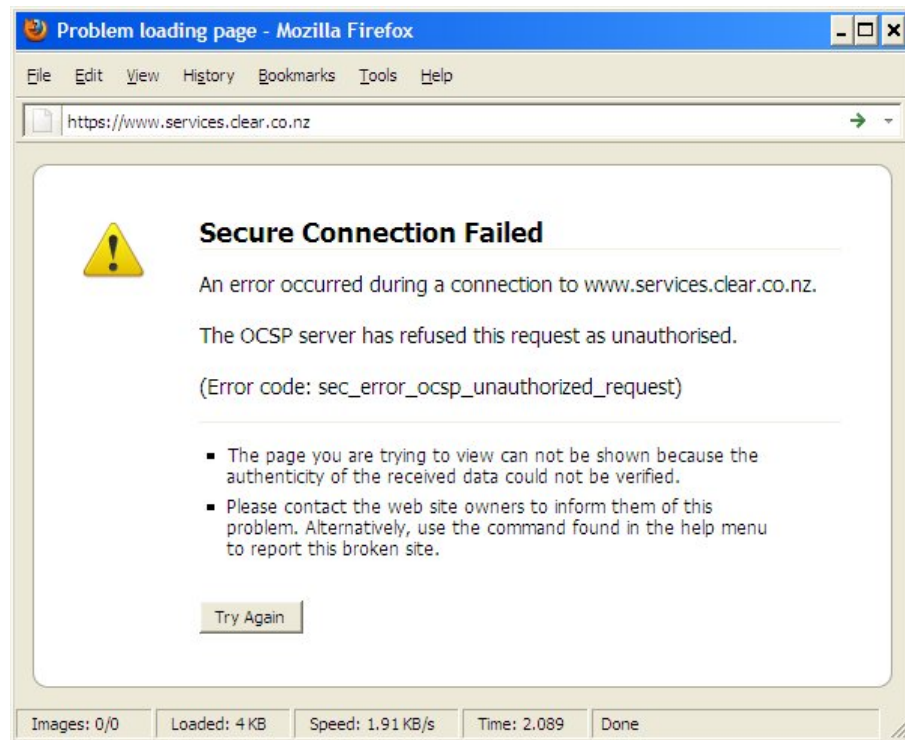 Problem loading page - Mozilla Firefox
File Edit View History Bookmarks Tools Help
https://www.services.clear.co.nz
Secure Connection Failed
An error occurred during a connection to www.services.clear.co.nz.
The OCSP server has refused this request as unauthorised.
(Error code: sec_error_ocsp_unauthorized_request)
The page you are trying to view can not be shown because the
authenticity of the received data could not be verified.
Please contact the web site owners to inform them of this
problem. Alternatively, use the command found in the help menu
to report this broken site.
Try Again
Images: 0/0 Loaded: 4 KB Speed: 1.91 KB/s Time: 2.089 Done